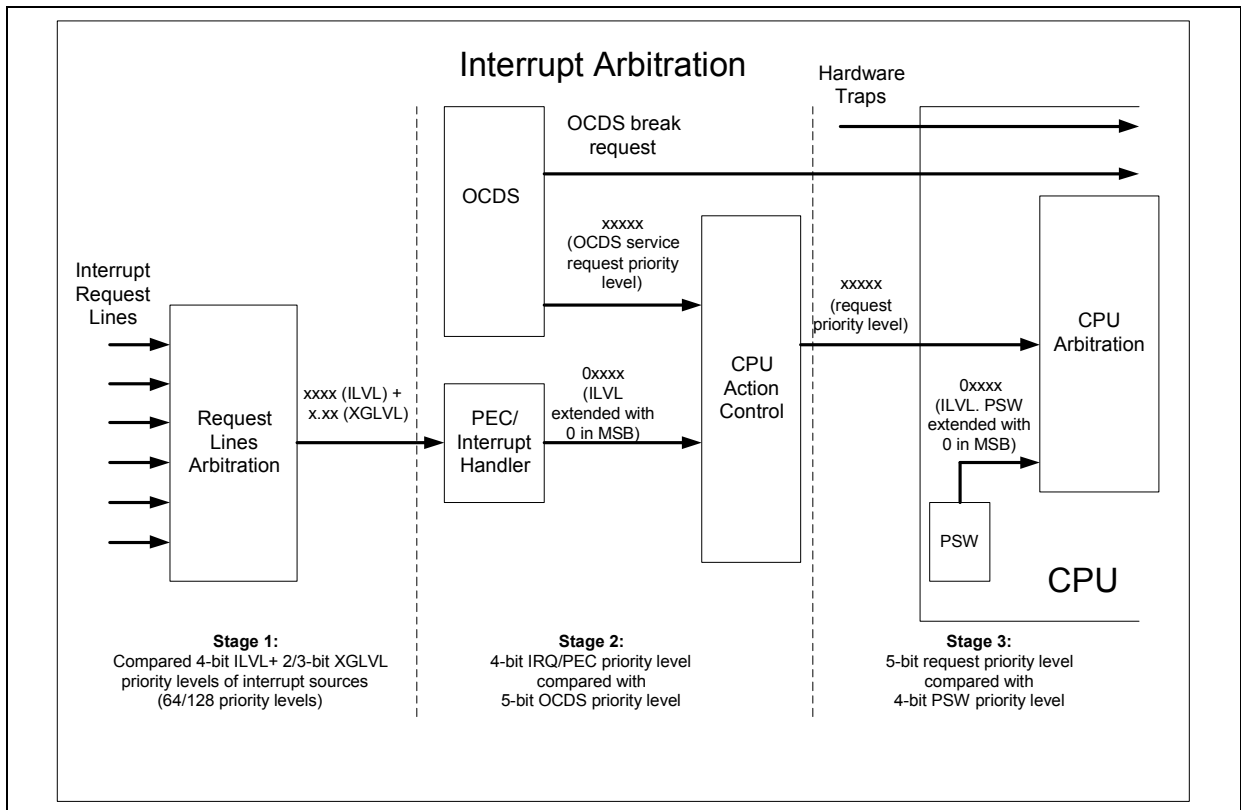 Interrupt Arbitration
Hardware
Traps
OCDS break
request
OCDS
xxxxx
(OCDS service
request priority
level)
Interrupt
Request
Lines
xxxxx
(request
priority level)
CPU
Arbitration
Request
Lines
Arbitration
xxxx (ILVL) +
x.xx (XGLVL)
PEC/
Interrupt
Handler
0xxxx
(ILVL
extended with
0 in MSB)
CPU
Action
Control
0xxxx
(ILVL. PSW
extended with
0 in MSB)
PSW
CPU
Stage 1:
Compared 4-bit ILVL+ 2/3-bit XGLVL
priority levels of interrupt sources
(64/128 priority levels)
Stage 2:
4-bit IRQ/PEC priority level
compared with
5-bit OCDS priority level
Stage 3:
5-bit request priority level
compared with
4-bit PSW priority level